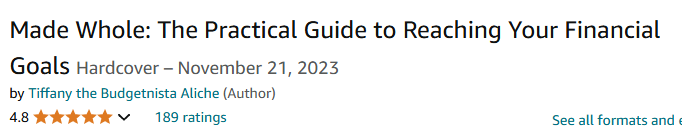 Made Whole: The Practical Guide to Reaching Your Financial
Goals Hardcover – November 21, 2023
by Tiffany the Budgetnista Aliche (Author)
4.8 189 ratings
See all formats and